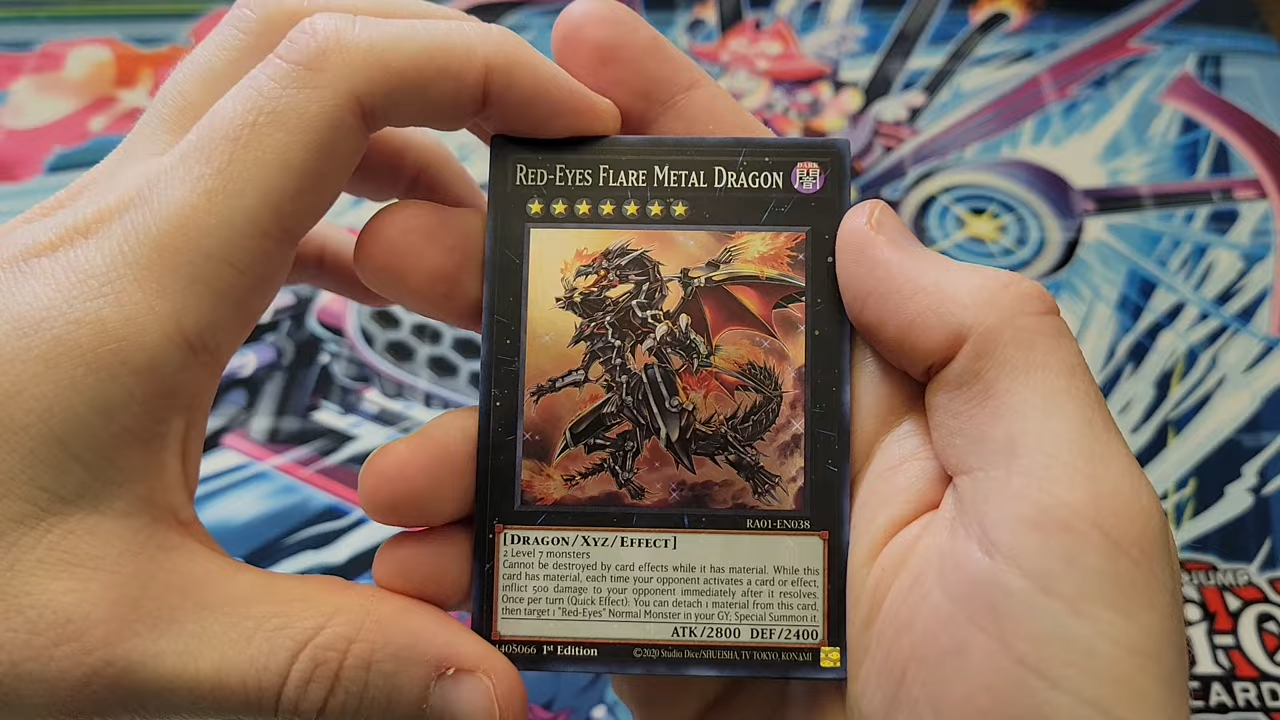 RED-EYES FLARE METAL DRAGON
DARK
闇
RA01-EN038
[DRAGON/XYZ/EFFECT]
2 Level 7 monsters
Cannot be destroyed by card effects while it has material. While this
card has material, each time your opponent activates a card or effect,
inflict 500 damage to your opponent immediately after it resolves.
Once per turn (Quick Effect): You can detach 1 material from this card,
then target 1 "Red-Eyes" Normal Monster in your GY; Special Summon it.
ATK/2800 DEF/2400
405066 1st Edition ©2020 Studio Dice/SHUEISHA, TV TOKYO, KONAMI
JUMP
i-G
CARD